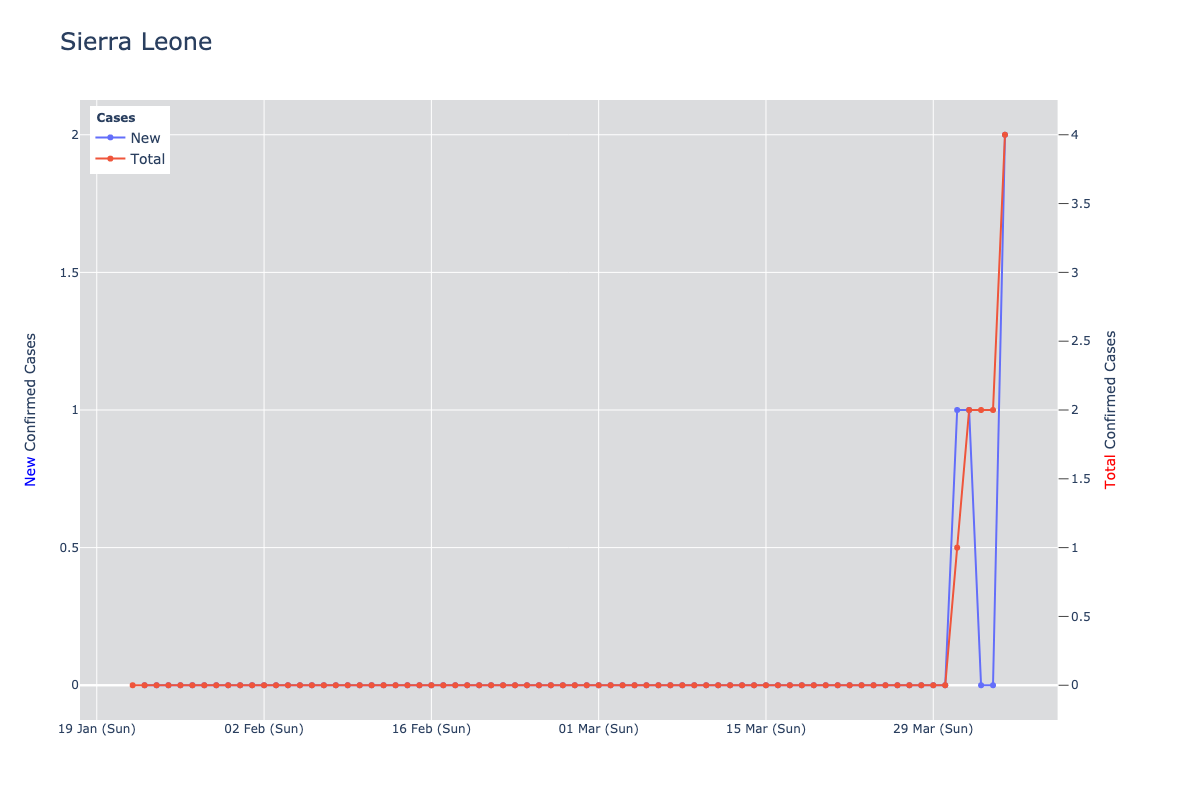 Sierra Leone
Cases
New
Total
2
1.5
1
0.5
0
4
3.5
3
2.5
2
1.5
1
0.5
0
New Confirmed Cases
Total Confirmed Cases
19 Jan (Sun) 02 Feb (Sun) 16 Feb (Sun) 01 Mar (Sun) 15 Mar (Sun) 29 Mar (Sun)